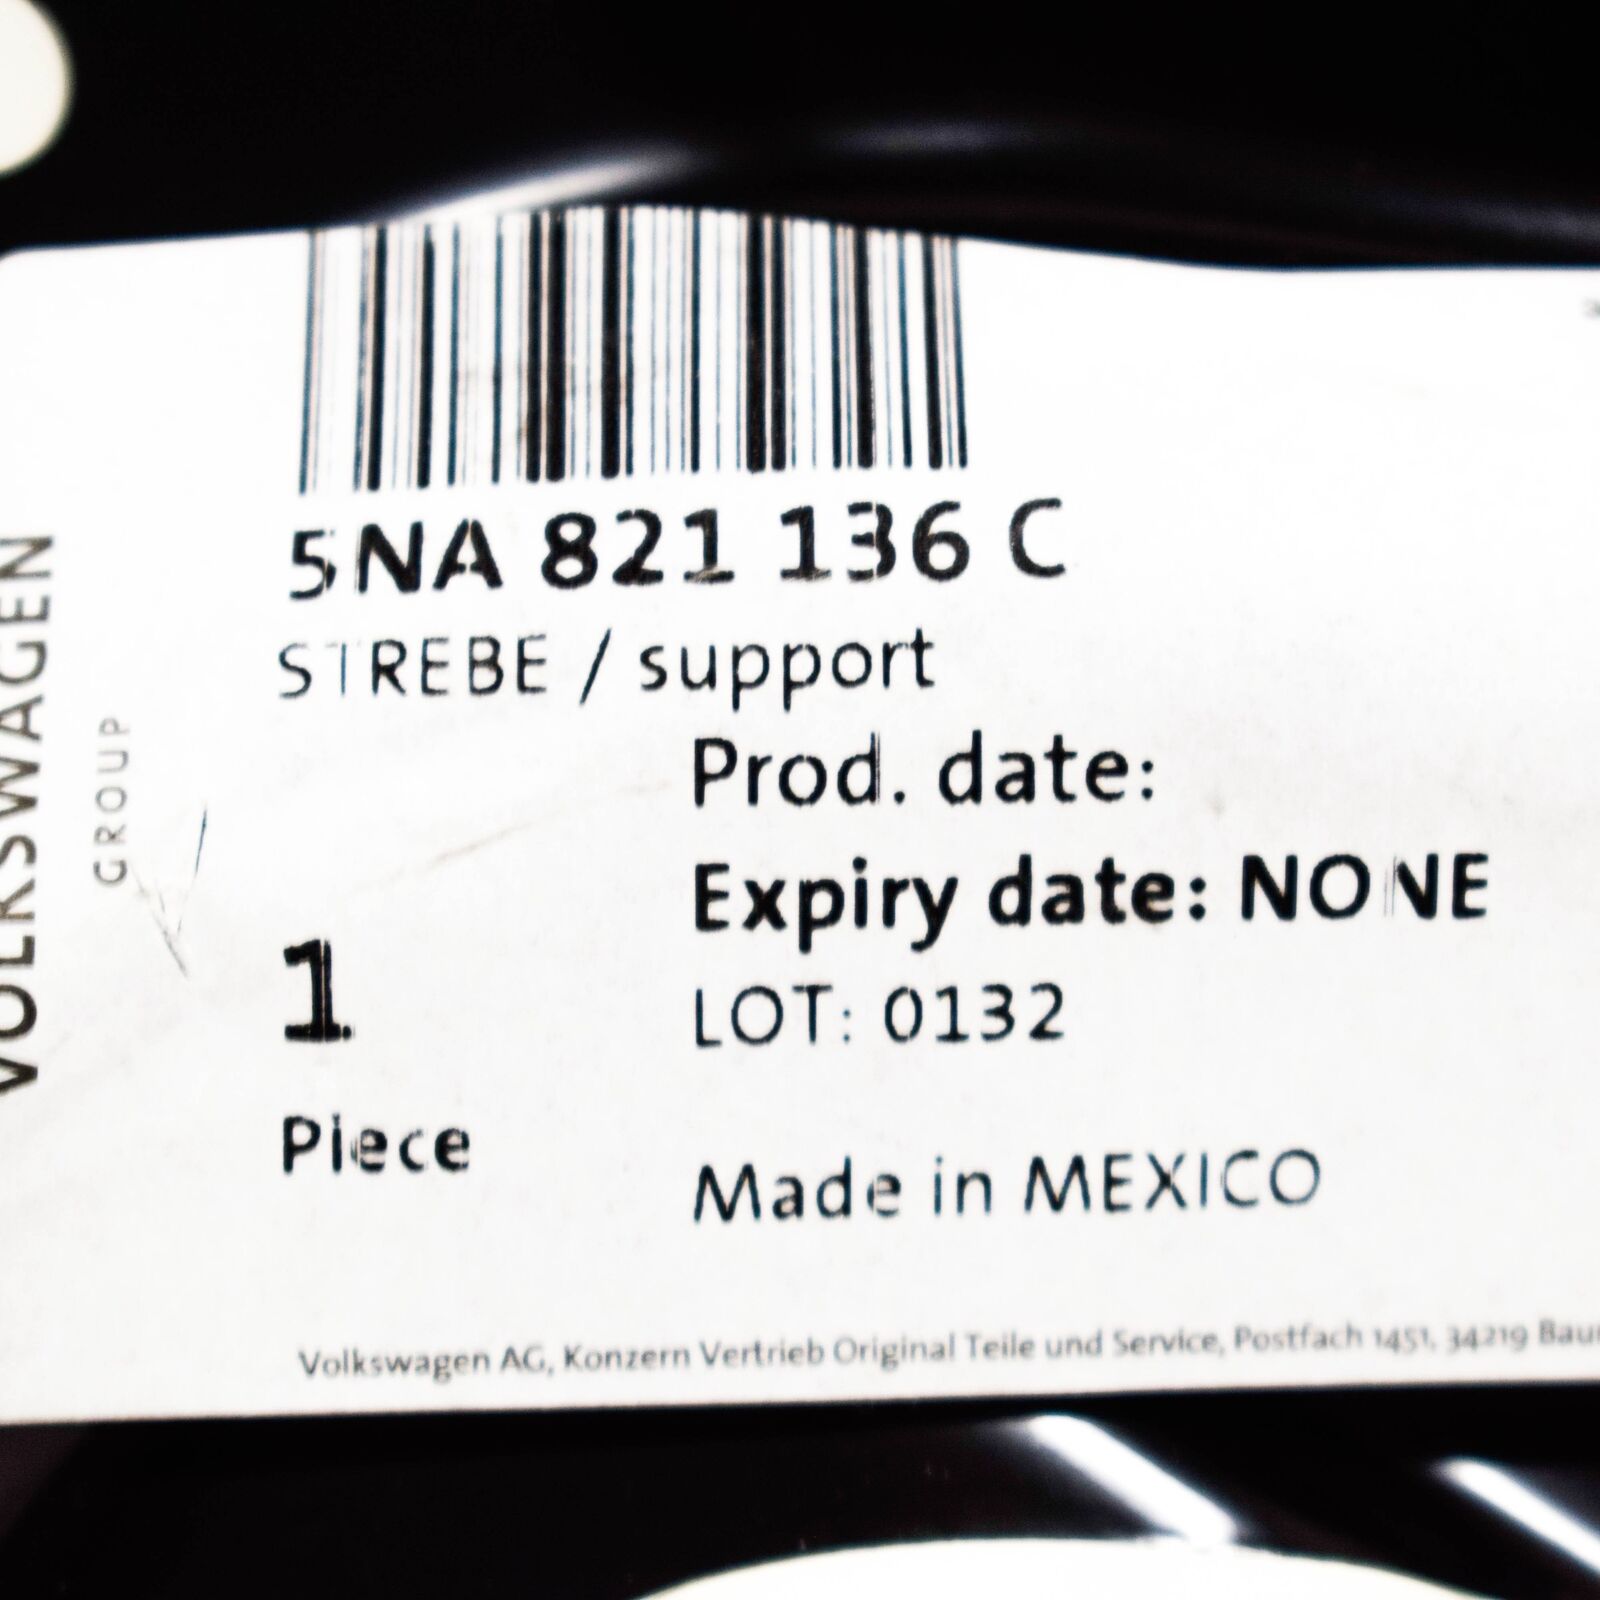 VOLKSWAGEN
GROUP
5NA 821 136 C
STREBE / support
Prod. date:
Expiry date: NONE
LOT: 0132
1
Piece
Made in MEXICO
Volkswagen AG, Konzern Vertrieb Original Teile und Service, Postfach 1451, 34219